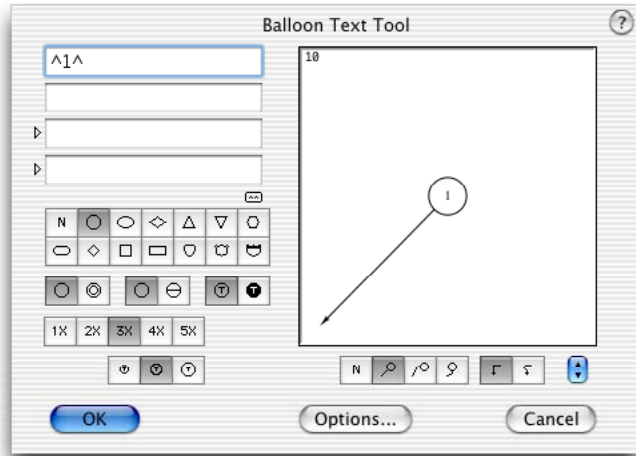 Balloon Text Tool
?
^1^
10
1
^^
N
T T
1X 2X 3X 4X 5X
T T T
N
OK
Options...
Cancel